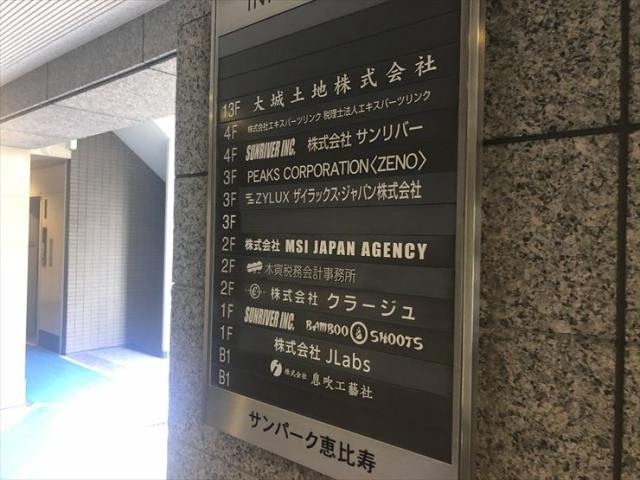 13F 大城土地株式会社
4F 株式会社エキスパーツリンク 税理士法人エキスパーツリンク
4F SUNRIVER INC. 株式会社 サンリバー
3F PEAKS CORPORATION〈ZENO〉
3F ZYLUX ザイラックス・ジャパン株式会社
3F
2F 株式会社 MSI JAPAN AGENCY
2F 木寅税務会計事務所
2F 株式会社 クラージュ
1F SUNRIVER INC. BAMBOO SHOOTS
1F 株式会社 JLabs
B1 株式会社 息吹工藝社
B1
サンパーク恵比寿